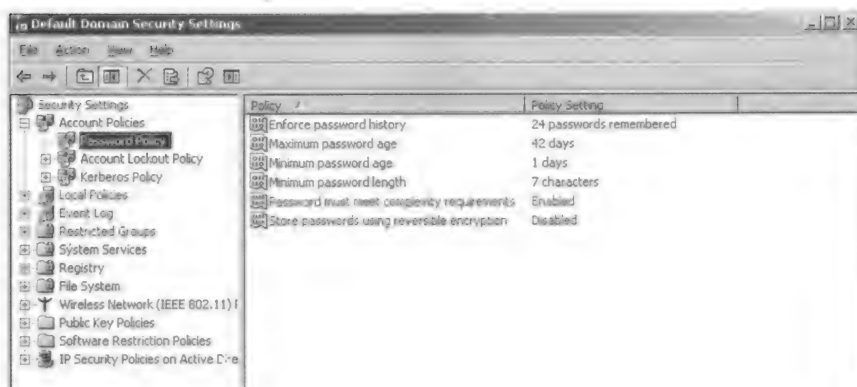 Default Domain Security Settings
File Action View Help
Security Settings
Account Policies
Password Policy
Account Lockout Policy
Kerberos Policy
Local Policies
Event Log
Restricted Groups
System Services
Registry
File System
Wireless Network (IEEE 802.11) P
Public Key Policies
Software Restriction Policies
IP Security Policies on Active Dire
Policy Policy Setting
Enforce password history 24 passwords remembered
Maximum password age 42 days
Minimum password age 1 days
Minimum password length 7 characters
Password must meet complexity requirements Enabled
Store passwords using reversible encryption Disabled